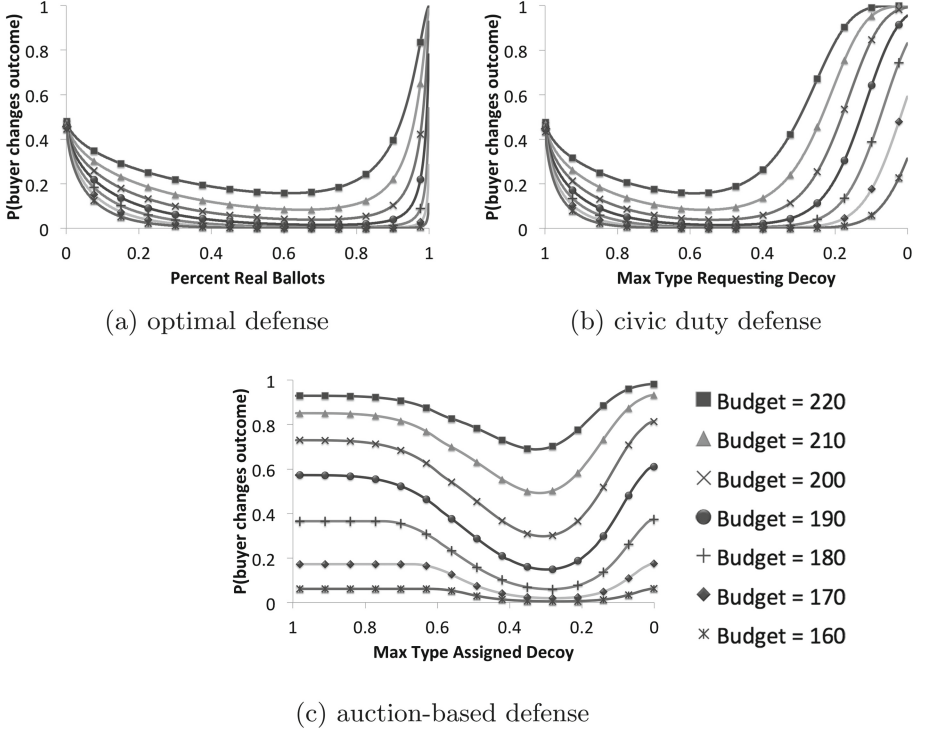 P(buyer changes outcome)
1
0.8
0.6
0.4
0.2
0
0 0.2 0.4 0.6 0.8 1
Percent Real Ballots
(a) optimal defense
P(buyer changes outcome)
1
0.8
0.6
0.4
0.2
0
1 0.8 0.6 0.4 0.2 0
Max Type Requesting Decoy
(b) civic duty defense
P(buyer changes outcome)
1
0.8
0.6
0.4
0.2
0
1 0.8 0.6 0.4 0.2 0
Max Type Assigned Decoy
(c) auction-based defense
Budget = 220
Budget = 210
Budget = 200
Budget = 190
Budget = 180
Budget = 170
Budget = 160